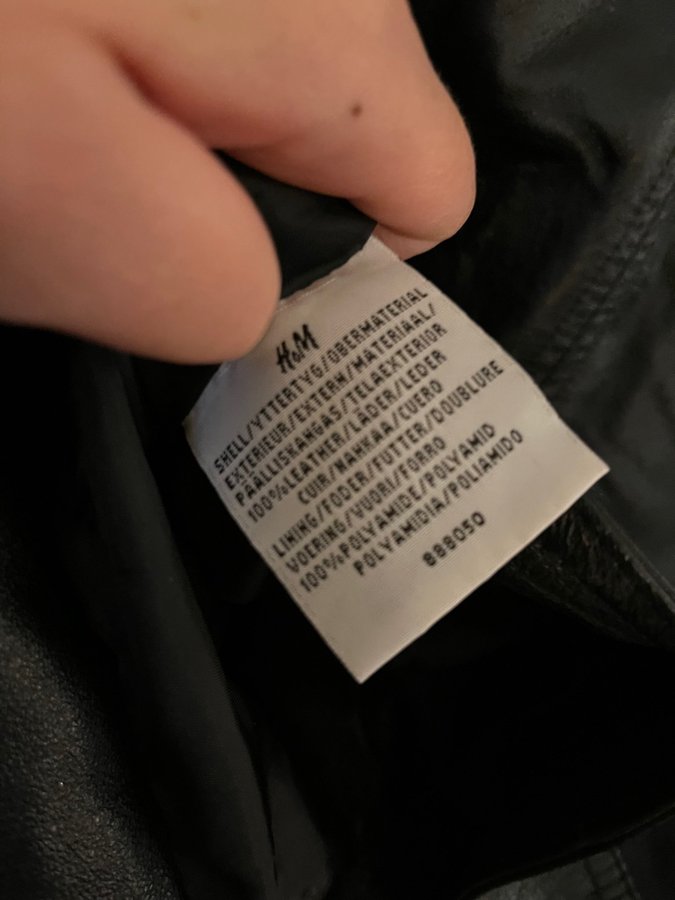 H&M
SHELL/YTTERTYG/OBERMATERIAL
EXTERIEUR/EXTERN/MATERIAAL/
PÄÄLLISKANGAS/TELAEXTERIOR
100%LEATHER/LÄDER/LEDER
CUIR/NAHKAA/CUERO
LINING/FODER/FUTTER/DOUBLURE
VOERING/VUORI/FORRO
100%POLYAMIDE/POLYAMID
POLYAMIDIA/POLIAMIDO
898050